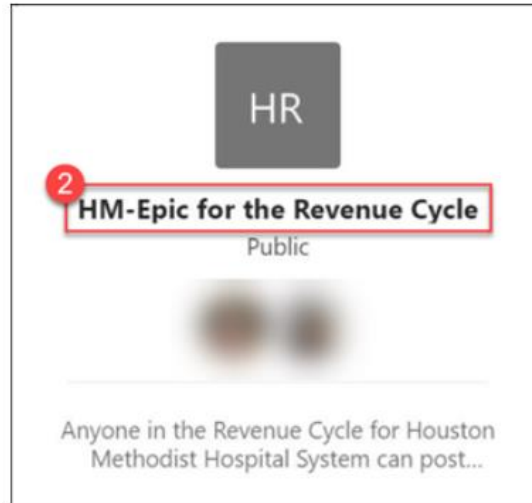 HR
2
HM-Epic for the Revenue Cycle
Public
Anyone in the Revenue Cycle for Houston
Methodist Hospital System can post...